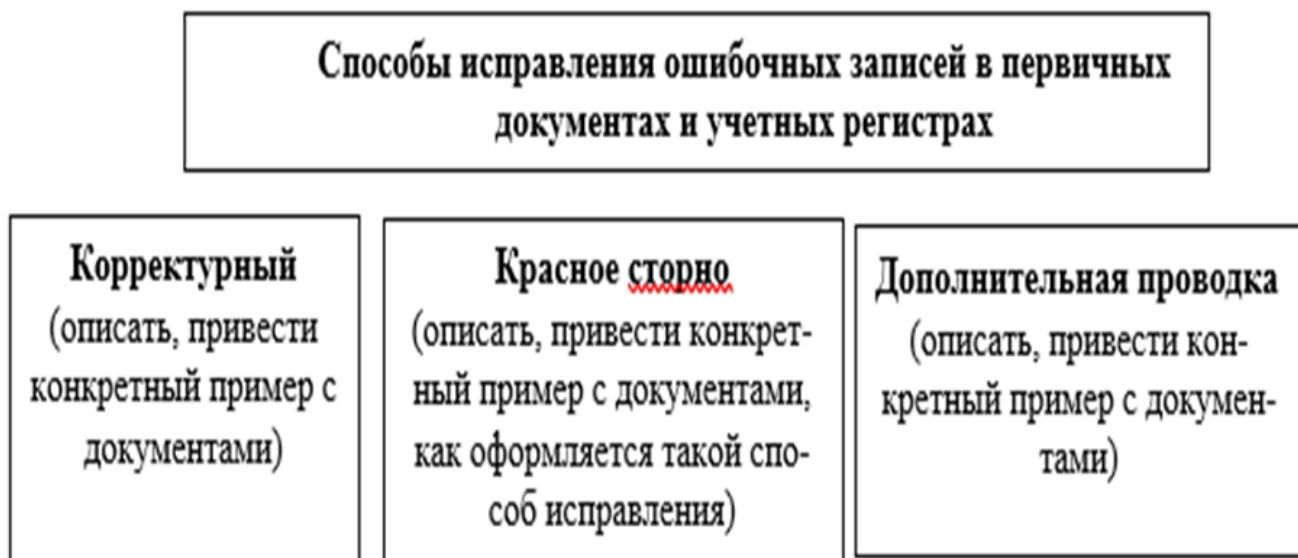 Способы исправления ошибочных записей в первичных
документах и учетных регистрах
Корректурный
(описать, привести
конкретный пример с
документами)
Красное сторно
(описать, привести конкрет-
ный пример с документами,
как оформляется такой спо-
соб исправления)
Дополнительная проводка
(описать, привести кон-
кретный пример с докумен-
тами)